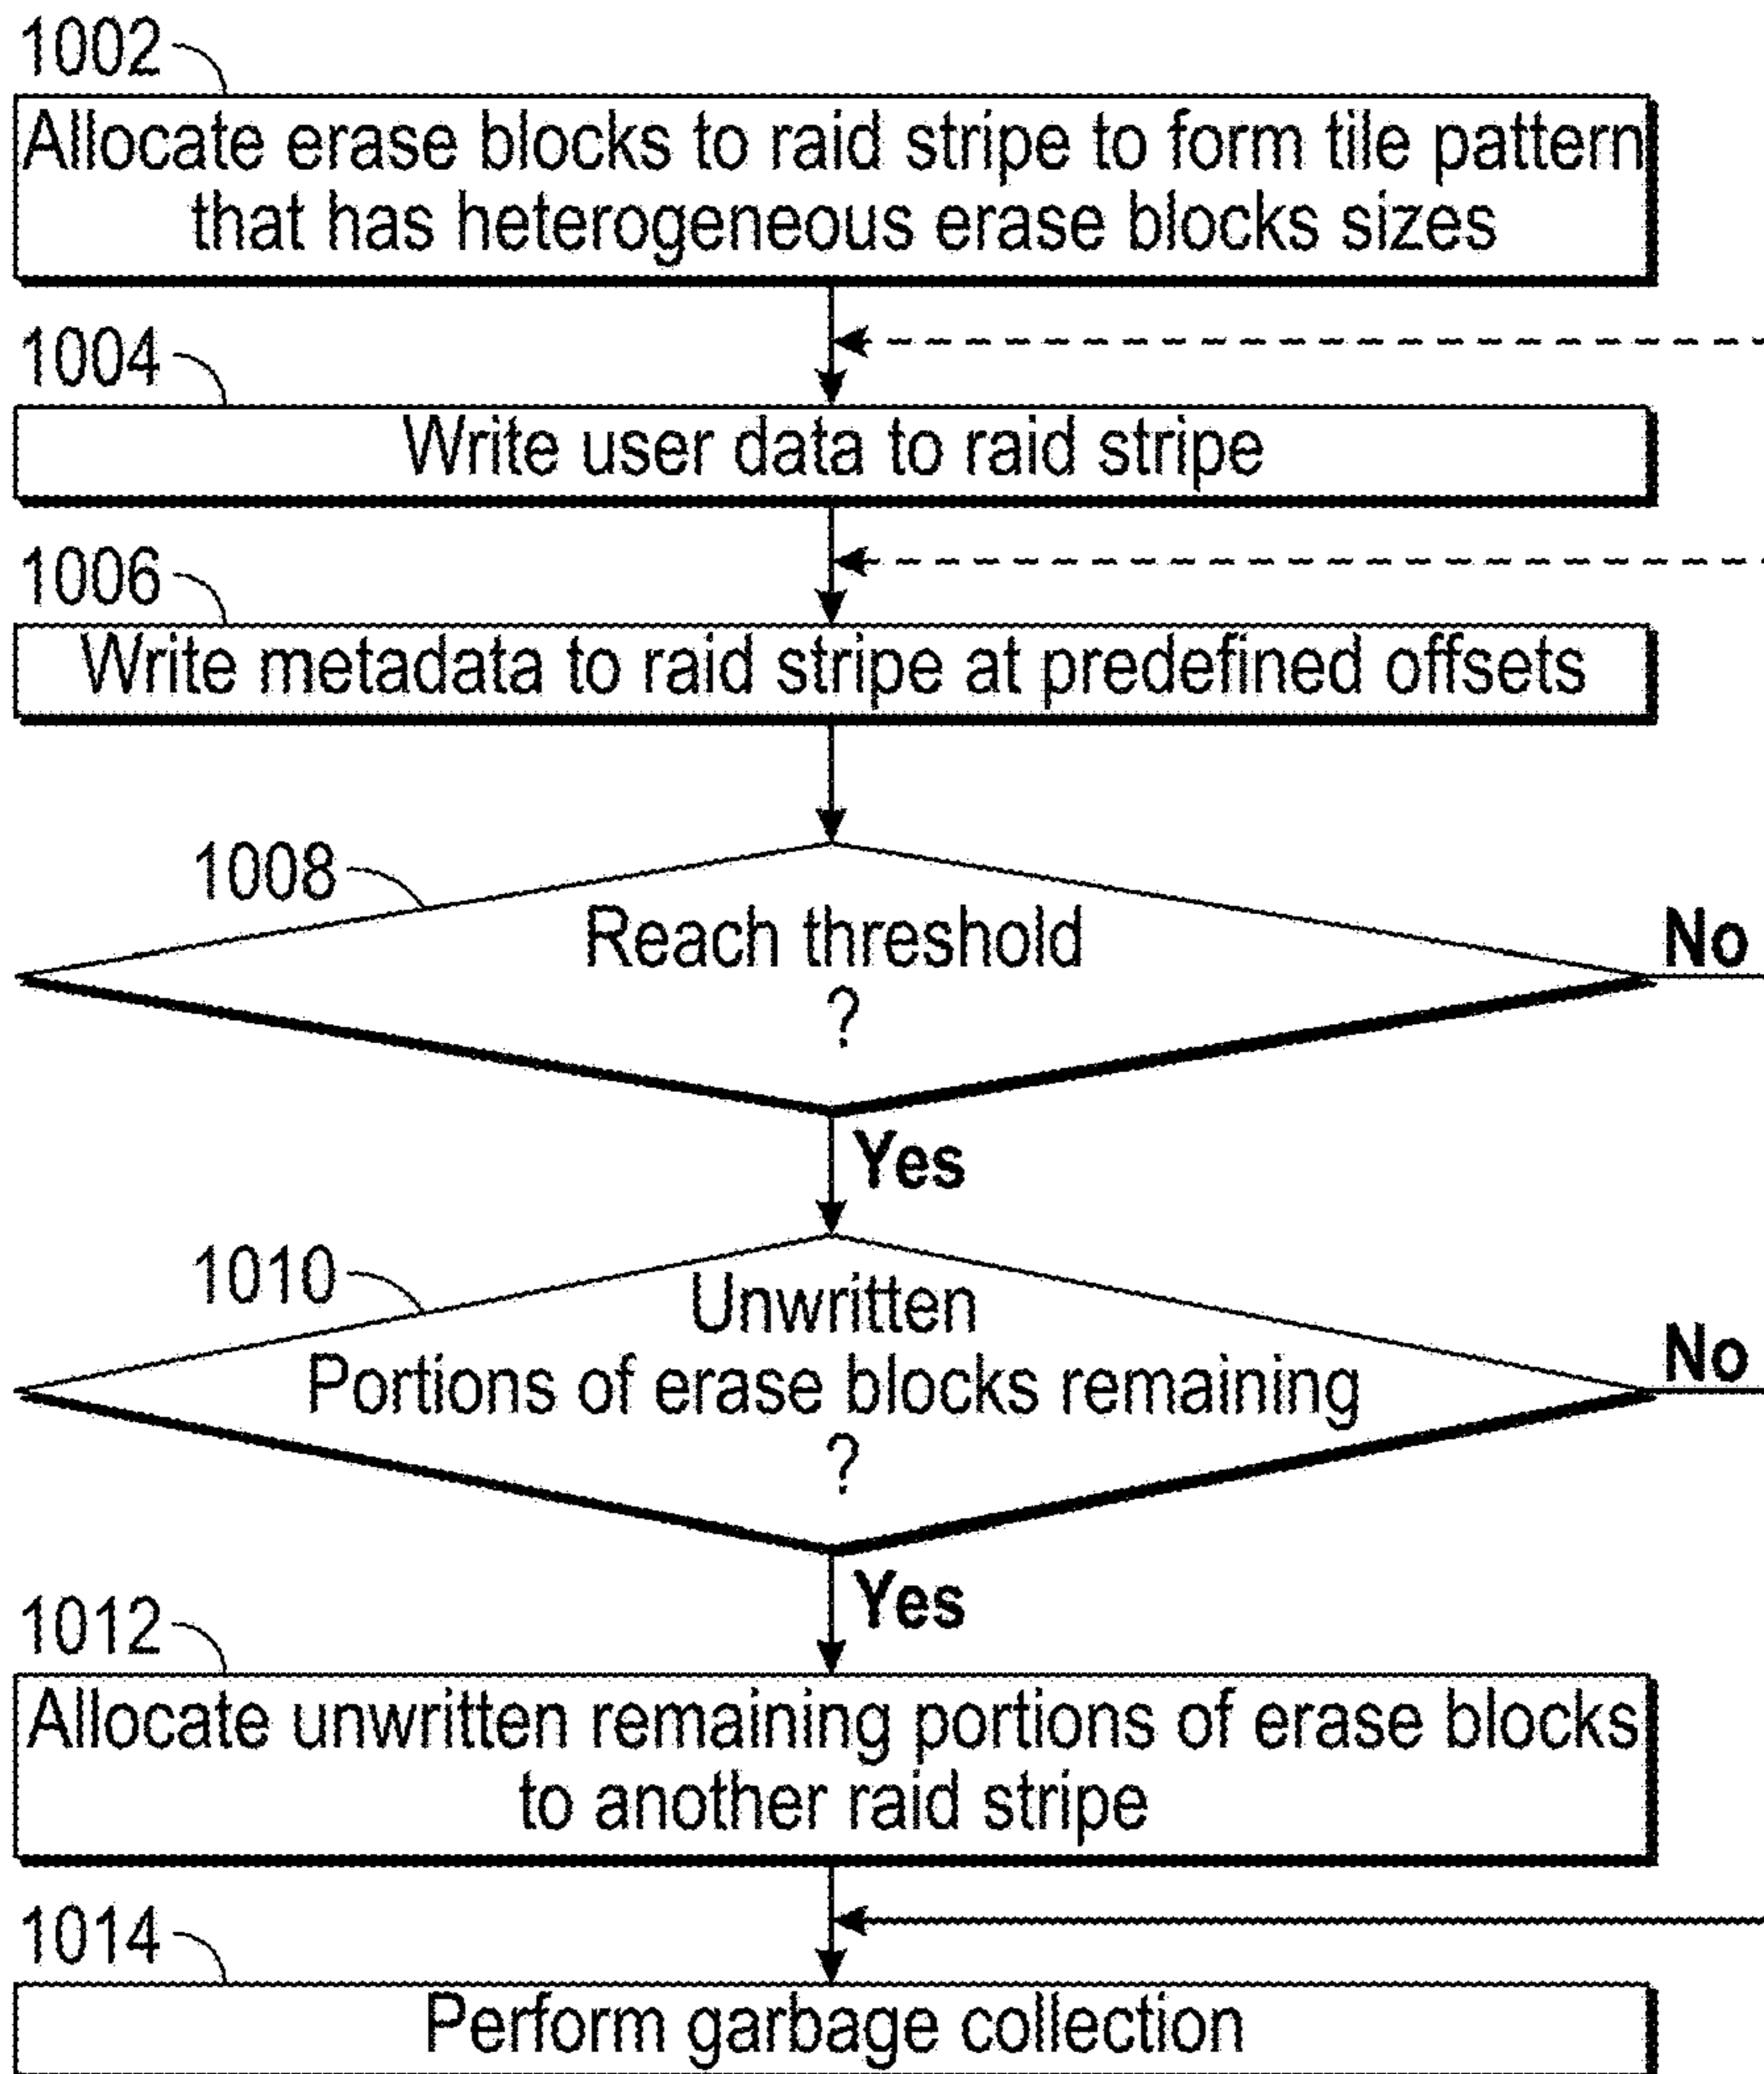 1002
Allocate erase blocks to raid stripe to form tile pattern
that has heterogeneous erase blocks sizes
1004
Write user data to raid stripe
1006
Write metadata to raid stripe at predefined offsets
1008
Reach threshold
?
No
Yes
1010
Unwritten
Portions of erase blocks remaining
?
No
Yes
1012
Allocate unwritten remaining portions of erase blocks
to another raid stripe
1014
Perform garbage collection